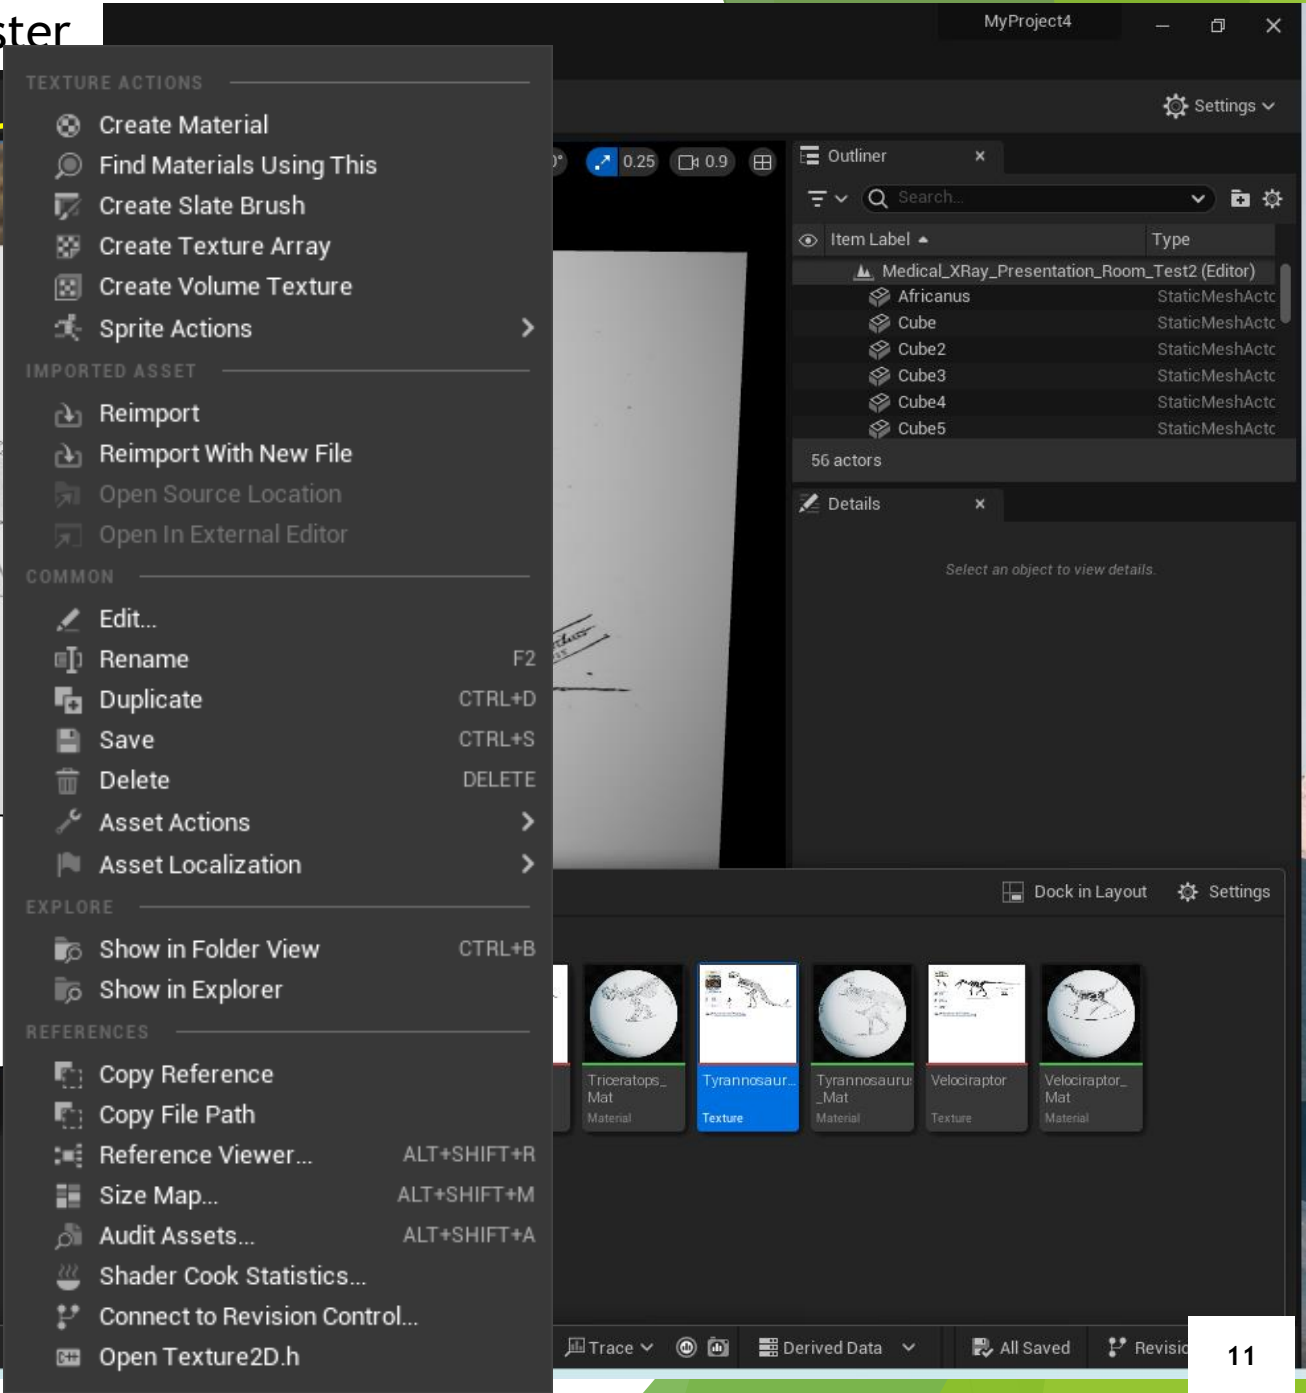 ster
MyProject4
Settings
TEXTURE ACTIONS
Create Material
Find Materials Using This
Create Slate Brush
Create Texture Array
Create Volume Texture
Sprite Actions
IMPORTED ASSET
Reimport
Reimport With New File
Open Source Location
Open In External Editor
COMMON
Edit...
Rename F2
Duplicate CTRL+D
Save CTRL+S
Delete DELETE
Asset Actions
Asset Localization
EXPLORE
Show in Folder View CTRL+B
Show in Explorer
REFERENCES
Copy Reference
Copy File Path
Reference Viewer... ALT+SHIFT+R
Size Map... ALT+SHIFT+M
Audit Assets... ALT+SHIFT+A
Shader Cook Statistics...
Connect to Revision Control...
Open Texture2D.h
0.25 0.9
Outliner
Search...
Item Label Type
Medical_XRay_Presentation_Room_Test2 (Editor)
Africanus StaticMeshActo
Cube StaticMeshActo
Cube2 StaticMeshActo
Cube3 StaticMeshActo
Cube4 StaticMeshActo
Cube5 StaticMeshActo
56 actors
Details
Select an object to view details.
Dock in Layout Settings
Triceratops_
Mat
Material
Tyrannosaur...
Texture
Tyrannosauru
_Mat
Material
Velociraptor
Texture
Velociraptor_
Mat
Material
Trace Derived Data All Saved Revisio
11